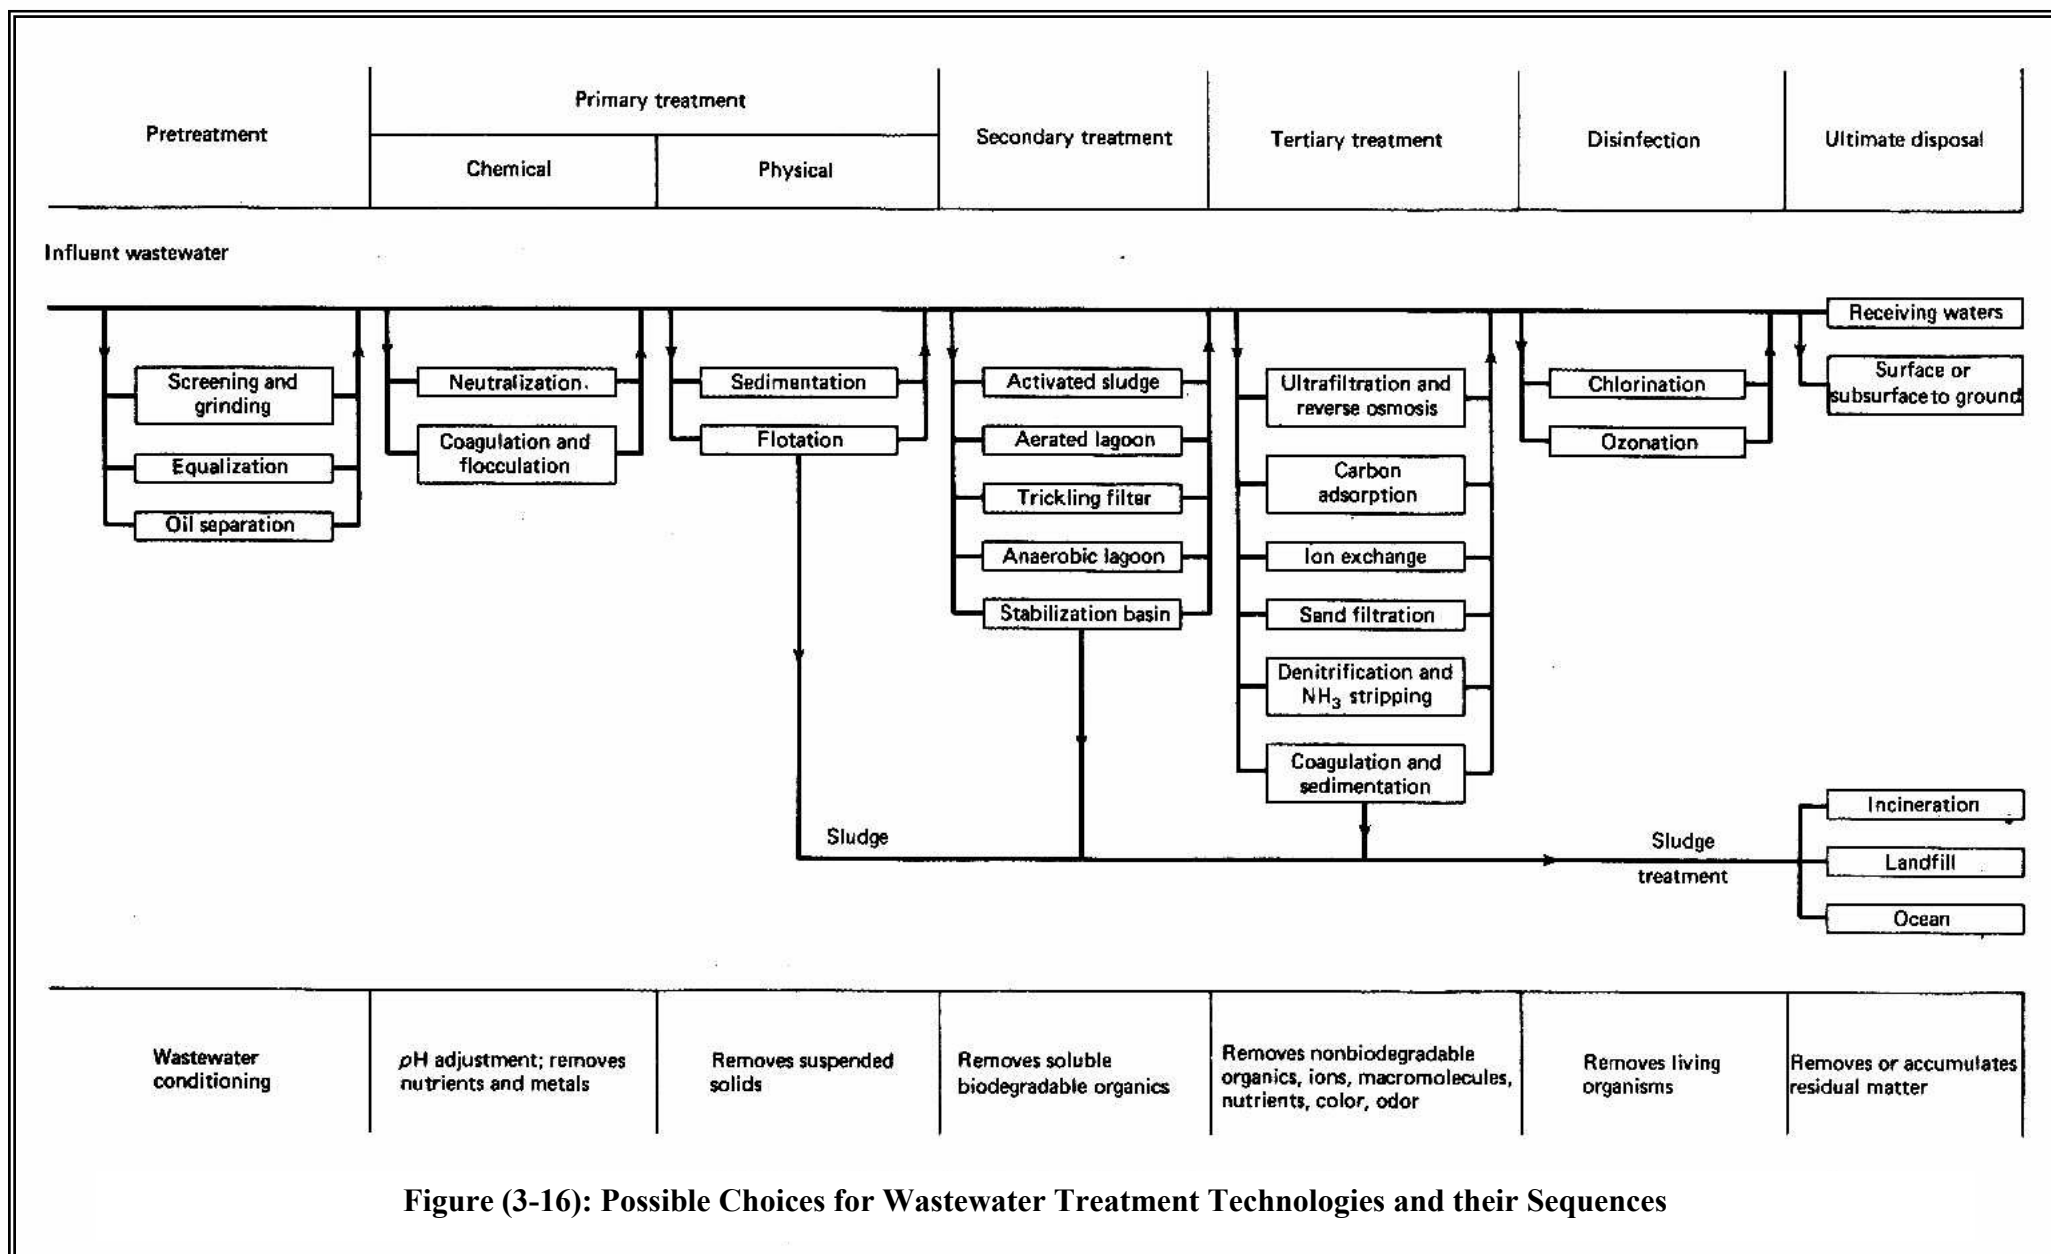 Pretreatment
Primary treatment
Chemical
Physical
Secondary treatment
Tertiary treatment
Disinfection
Ultimate disposal
Influent wastewater
Screening and
grinding
Equalization
Oil separation
Neutralization.
Coagulation and
flocculation
Sedimentation
Flotation
Activated sludge
Aerated lagoon
Trickling filter
Anaerobic lagoon
Stabilization basin
Ultrafiltration and
reverse osmosis
Carbon
adsorption
Ion exchange
Sand filtration
Denitrification and
NH₃ stripping
Coagulation and
sedimentation
Chlorination
Ozonation
Receiving waters
Surface or
subsurface to ground
Sludge
Sludge
treatment
Incineration
Landfill
Ocean
Wastewater
conditioning
pH adjustment; removes
nutrients and metals
Removes suspended
solids
Removes soluble
biodegradable organics
Removes nonbiodegradable
organics, ions, macromolecules,
nutrients, color, odor
Removes living
organisms
Removes or accumulates
residual matter
Figure (3-16): Possible Choices for Wastewater Treatment Technologies and their Sequences